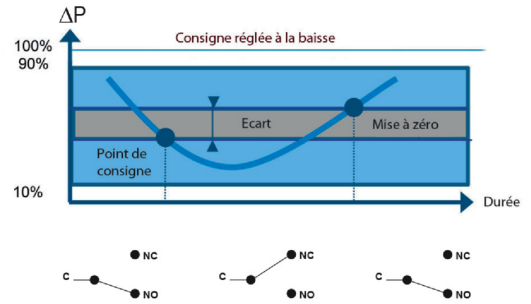 ΔP
Consigne réglée à la baisse
100%
90%
Ecart
Mise à zéro
Point de
consigne
10%
Durée
NC
NC
NC
C
C
C
NO
NO
NO